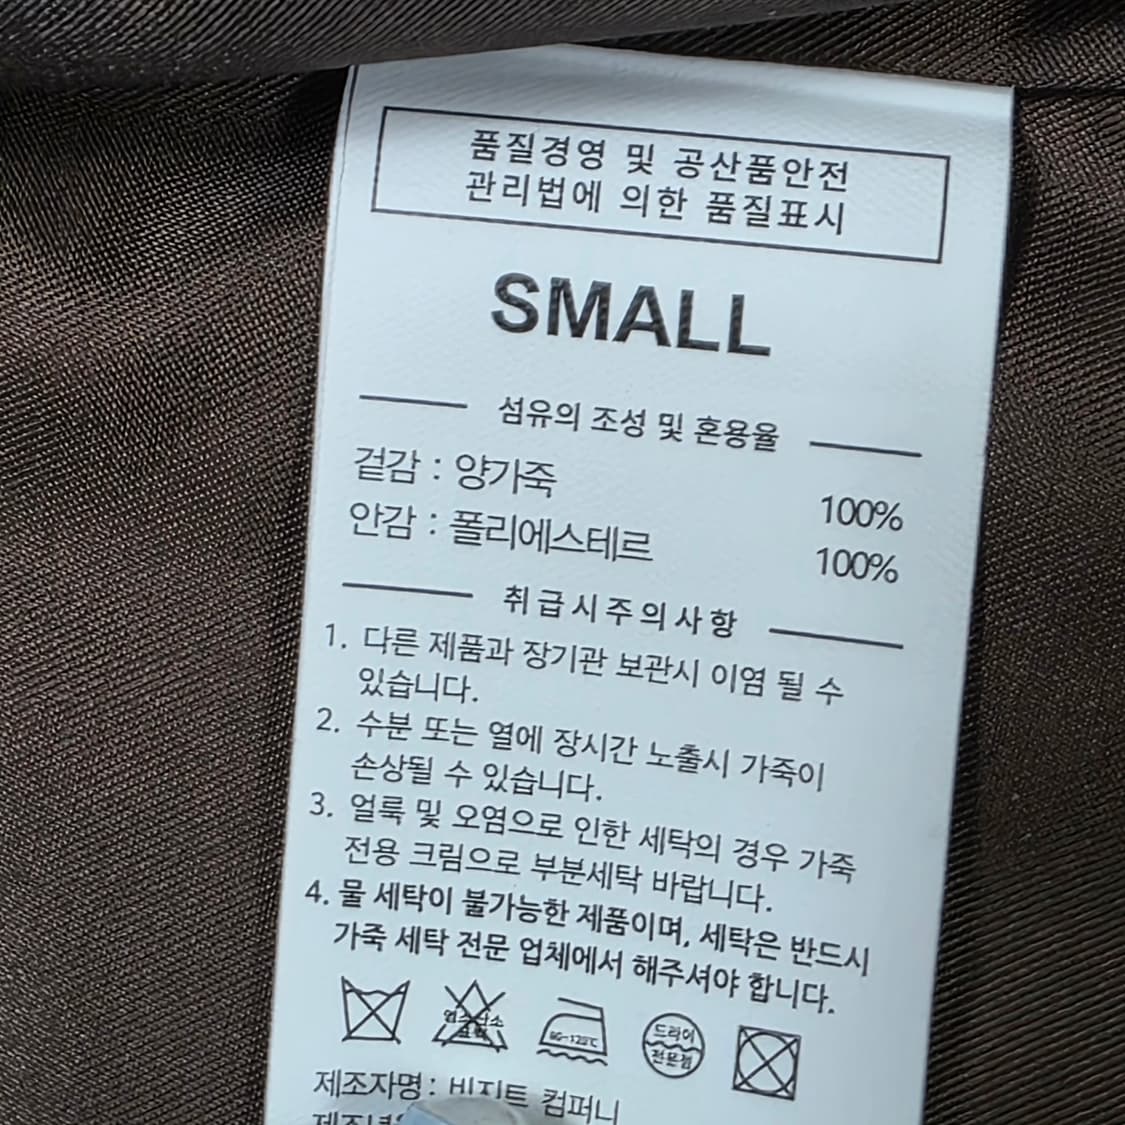 품질경영 및 공산품안전
관리법에 의한 품질표시
SMALL
섬유의 조성 및 혼용율
겉감 : 양가죽 100%
안감 : 폴리에스테르 100%
취급시주의사항
1. 다른 제품과 장기관 보관시 이염 될 수
있습니다.
2. 수분 또는 열에 장시간 노출시 가죽이
손상될 수 있습니다.
3. 얼룩 및 오염으로 인한 세탁의 경우 가죽
전용 크림으로 부분세탁 바랍니다.
4. 물 세탁이 불가능한 제품이며, 세탁은 반드시
가죽 세탁 전문 업체에서 해주셔야 합니다.
드라이
전문점
제조자명 : 비지트 컴퍼니